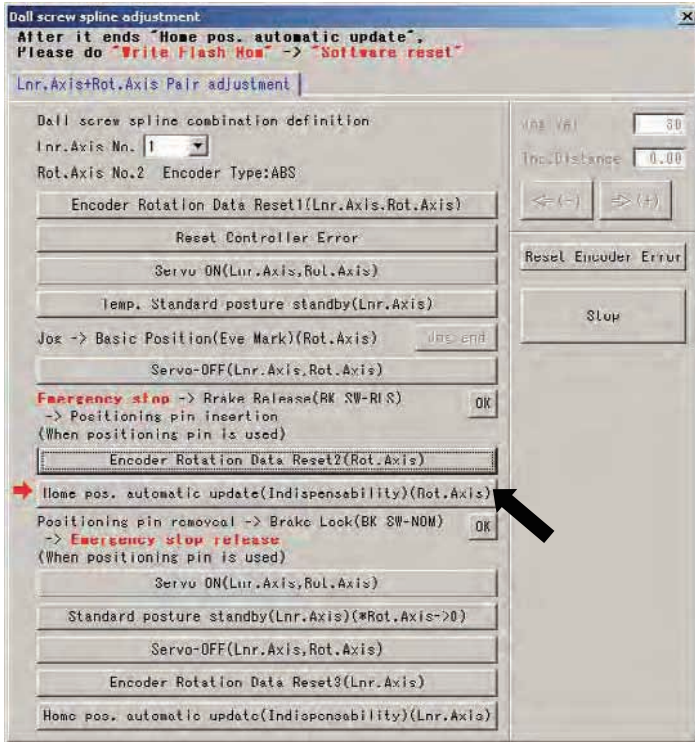 Ball screw spline adjustment
After it ends "Home pos. automatic update",
Please do "Write Flash Rom" -> "Software reset"
Lnr.Axis+Rot.Axis Pair adjustment
Ball screw spline combination definition
Lnr.Axis No. 1
Rot.Axis No.2 Encoder Type:ABS
Encoder Rotation Data Reset1(Lnr.Axis.Rot.Axis)
Reset Controller Error
Servo ON(Lnr.Axis,Rot.Axis)
Temp. Standard posture standby(Lnr.Axis)
Jog -> Basic Position(Eye Mark)(Rot.Axis) Jog end
Servo-OFF(Lnr.Axis,Rot.Axis)
Emergency stop -> Brake Release(BK SW-RLS)
-> Positioning pin insertion
(When positioning pin is used)
OK
Encoder Rotation Data Reset2(Rot.Axis)
Home pos. automatic update(Indispensability)(Rot.Axis)
Positioning pin removeal -> Brake Lock(BK SW-NOM)
-> Emergency stop release
(When positioning pin is used)
OK
Servo ON(Lnr.Axis,Rot.Axis)
Standard posture standby(Lnr.Axis)(*Rot.Axis->0)
Servo-OFF(Lnr.Axis,Rot.Axis)
Encoder Rotation Data Reset3(Lnr.Axis)
Home pos. automatic update(Indispensability)(Lnr.Axis)
Jog Vel 30
Inc.Distance 0.00
<=(-) =>(+)
Reset Encoder Error
Stop